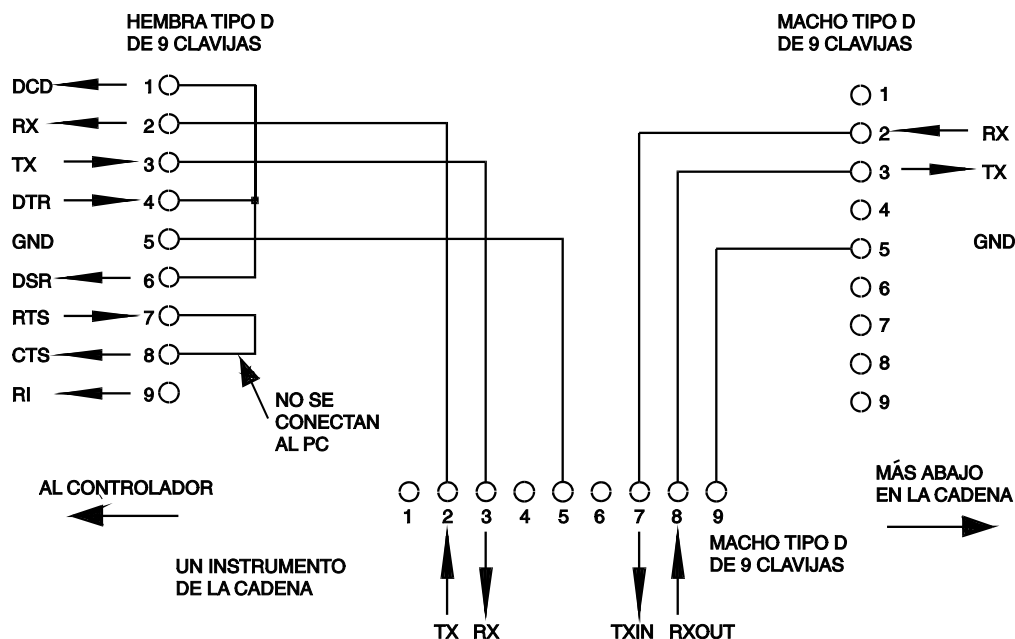 HEMBRA TIPO D
DE 9 CLAVIJAS
MACHO TIPO D
DE 9 CLAVIJAS
DCD 1
RX 2
TX 3
DTR 4
GND 5
DSR 6
RTS 7
CTS 8
RI 9
1
2 RX
3 TX
4
5 GND
6
7
8
9
NO SE
CONECTAN
AL PC
AL CONTROLADOR
MÁS ABAJO
EN LA CADENA
1 2 3 4 5 6 7 8 9
MACHO TIPO D
DE 9 CLAVIJAS
UN INSTRUMENTO
DE LA CADENA
TX RX TXIN RXOUT